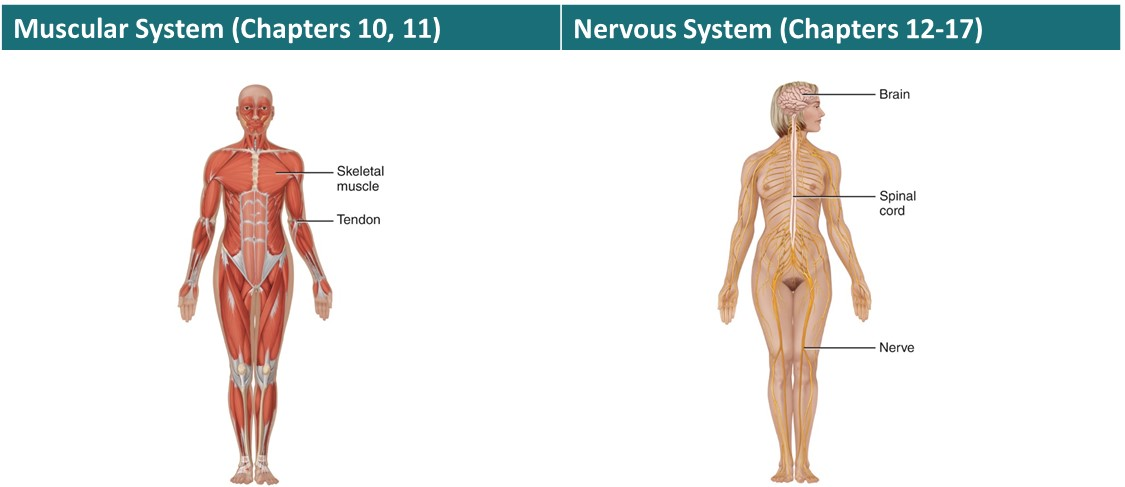 Muscular System (Chapters 10, 11)
Nervous System (Chapters 12-17)
Skeletal
muscle
Tendon
Brain
Spinal
cord
Nerve